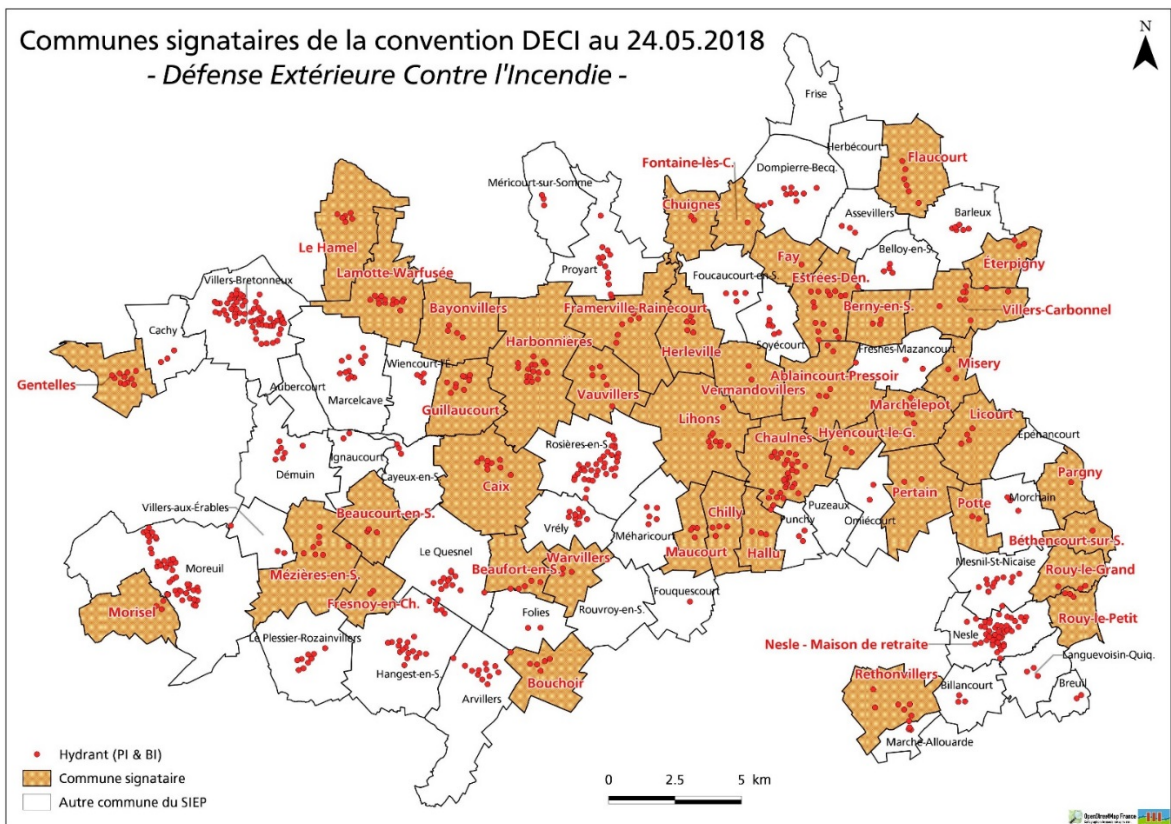 Communes signataires de la convention DECI au 24.05.2018
- Défense Extérieure Contre l'Incendie -
N
Frise
Herbécourt
Flaucourt
Fontaine-lès-C.
Dompierre-Becq.
Méricourt-sur-Somme
Chuignes
Assevillers
Barleux
Le Hamel
Belloy-en-S.
Eterpigny
Fay
Lamotte-Warfusée
Proyart
Foucaucourt-en-S.
Estrées-Den.
Villers-Bretonneux
Bayonvillers
Framerville-Rainecourt
Berny-en-S.
Villers-Carbonnel
Cachy
Harbonnières
Soyécourt
Herleville
Fresnes-Mazancourt
Wiencourt-l'E.
Misery
Gentelles
Aubercourt
Marcelcave
Ablaincourt-Pressoir
Vauvillers
Vermandovillers
Guillaucourt
Marchélepot
Lihons
Licourt
Hyencourt-le-G.
Chaulnes
Epénancourt
Rosières-en-S.
Ignaucourt
Démuin
Cayeux-en-S.
Caix
Pargny
Pertain
Morchain
Villers-aux-Érables
Potte
Puzeaux
Beaucourt-en-S.
Chilly
Vrély
Punchy
Omiécourt
Méharicourt
Béthencourt-sur-S.
Maucourt
Hallu
Le Quesnel
Warvillers
Mesnil-St-Nicaise
Moreuil
Beaufort-en-S.
Rouy-le-Grand
Mézières-en-S.
Fouquescourt
Fresnoy-en-Ch.
Morisel
Folies
Rouvroy-en-S.
Rouy-le-Petit
Le Plessier-Rozainvillers
Nesle
Nesle - Maison de retraite
Languevoisin-Quiq.
Hangest-en-S.
Bouchoir
Rethonvillers
Arvillers
Billancourt
Breuil
Marché-Allouarde
Hydrant (PI & BI)
Commune signataire
Autre commune du SIEP
0 2.5 5 km
OpenStreetMap France